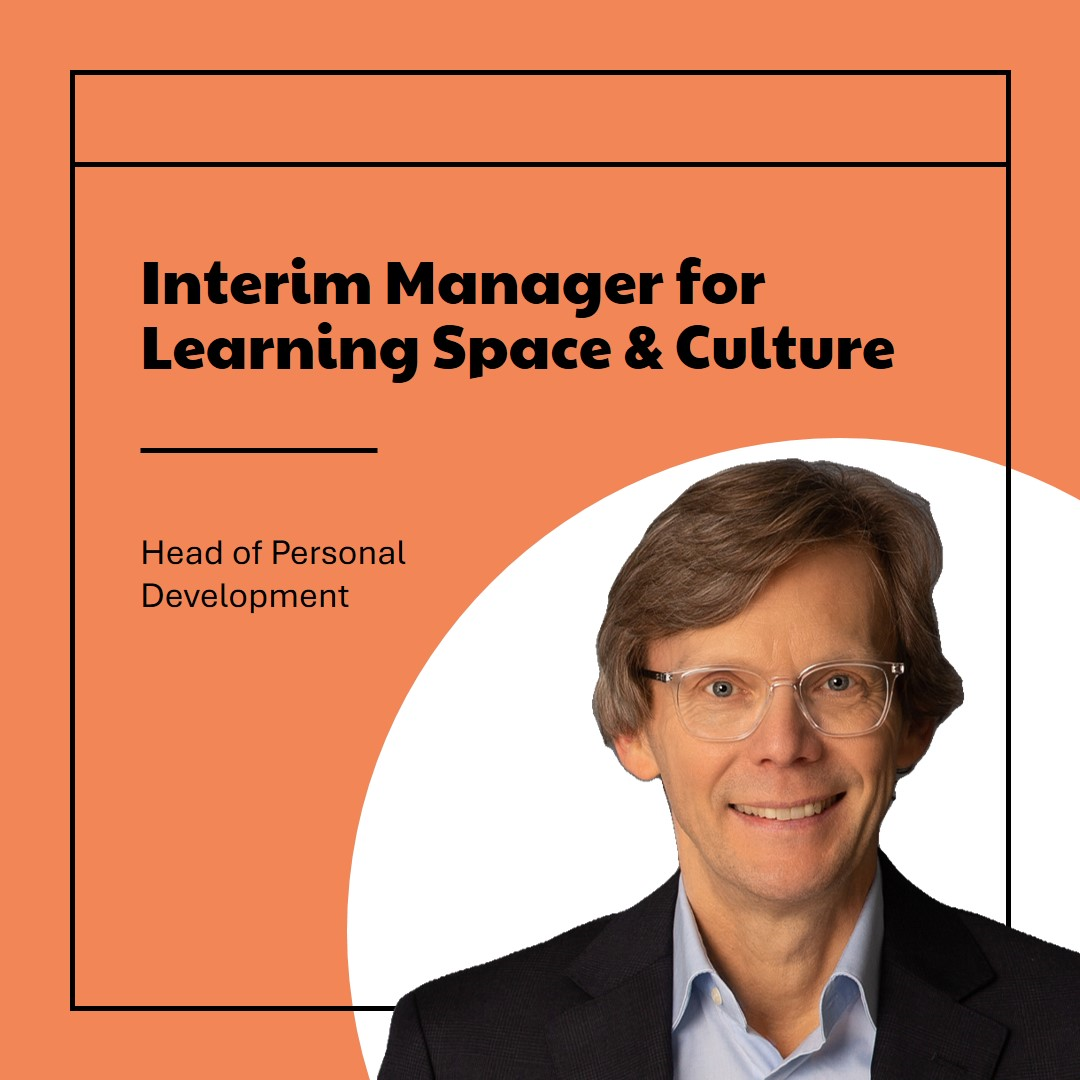 Interim Manager for
Learning Space & Culture
Head of Personal
Development